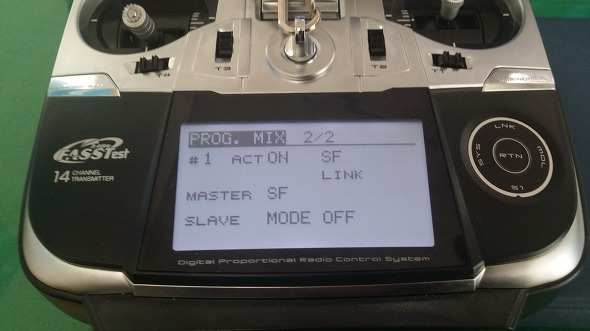 T4
T3
T2
T1
PROG. MIX 2/2
#1 ACT ON SF
LINK
MASTER SF
SLAVE MODE OFF
FASSTest
14 CHANNEL
TRANSMITTER
LNK
SYS
MDL
RTN
S1
Digital Proportional Radio Control System